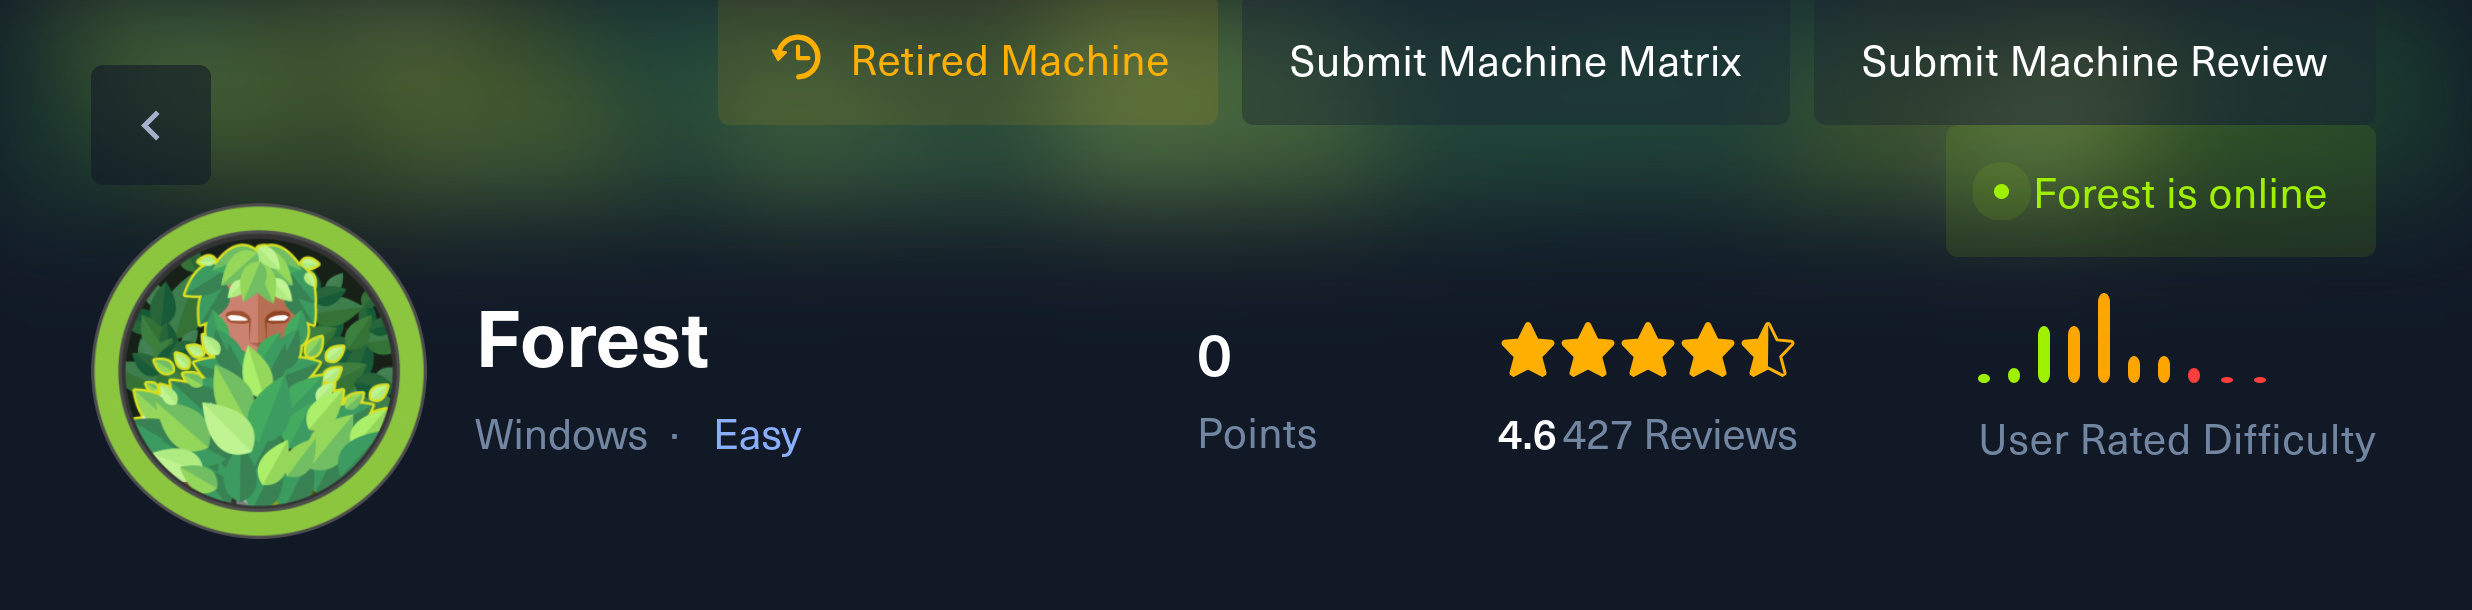 Retired Machine
Submit Machine Matrix
Submit Machine Review
Forest is online
Forest
Windows · Easy
0
Points
4.6 427 Reviews
User Rated Difficulty